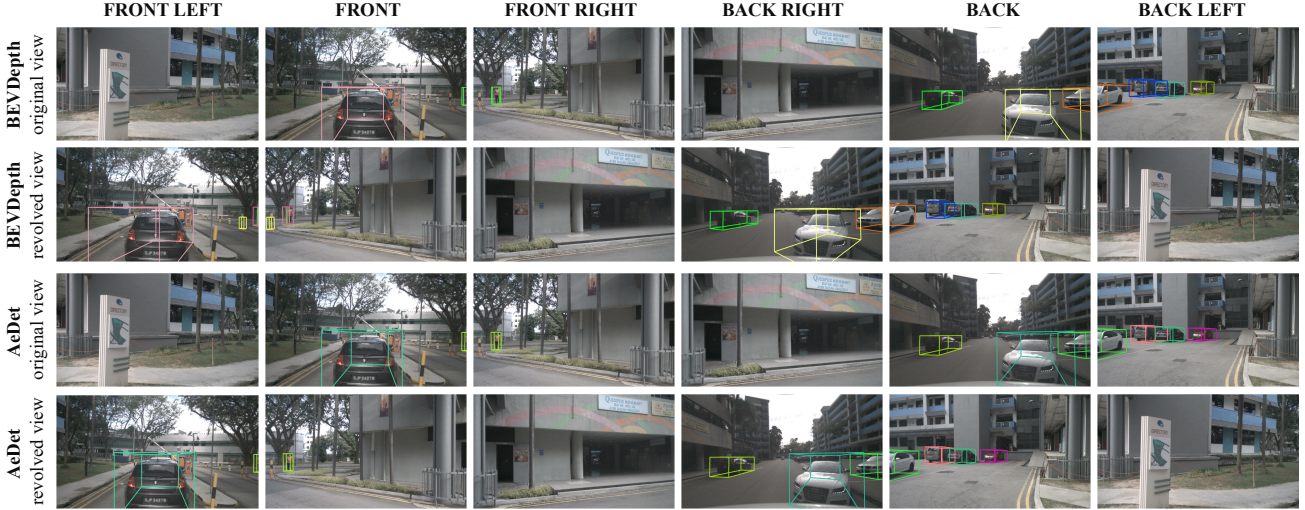 FRONT LEFT
FRONT
FRONT RIGHT
BACK RIGHT
BACK
BACK LEFT
BEVDepth
original view
BEVDepth
revolved view
AeDet
original view
AeDet
revolved view